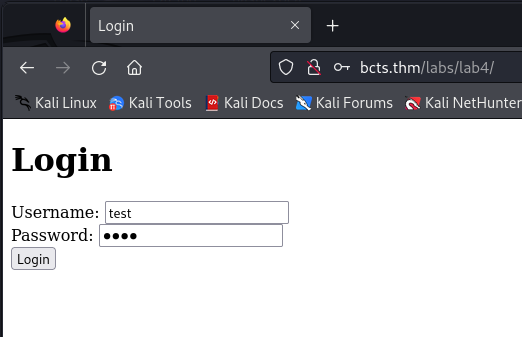 Login
bcts.thm/labs/lab4/
Kali Linux Kali Tools Kali Docs Kali Forums Kali NetHunter
Login
Username: test
Password: ●●●●
Login